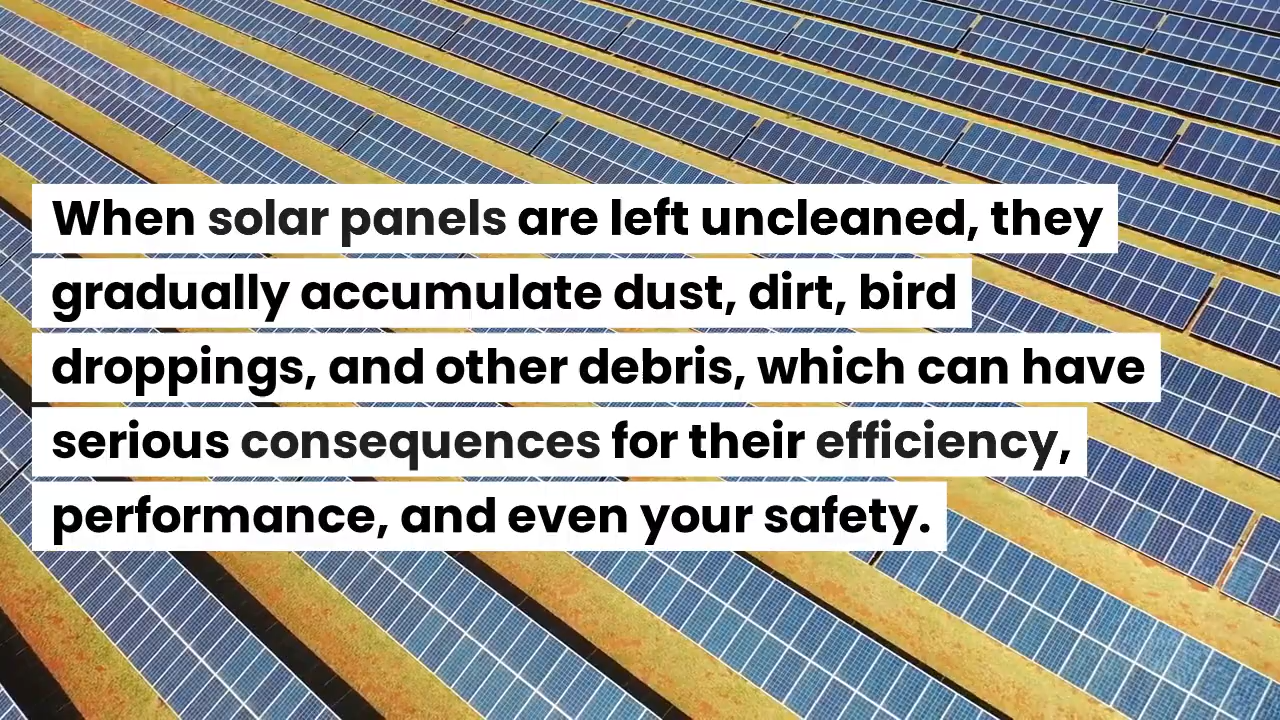 When solar panels are left uncleaned, they
gradually accumulate dust, dirt, bird
droppings, and other debris, which can have
serious consequences for their efficiency,
performance, and even your safety.